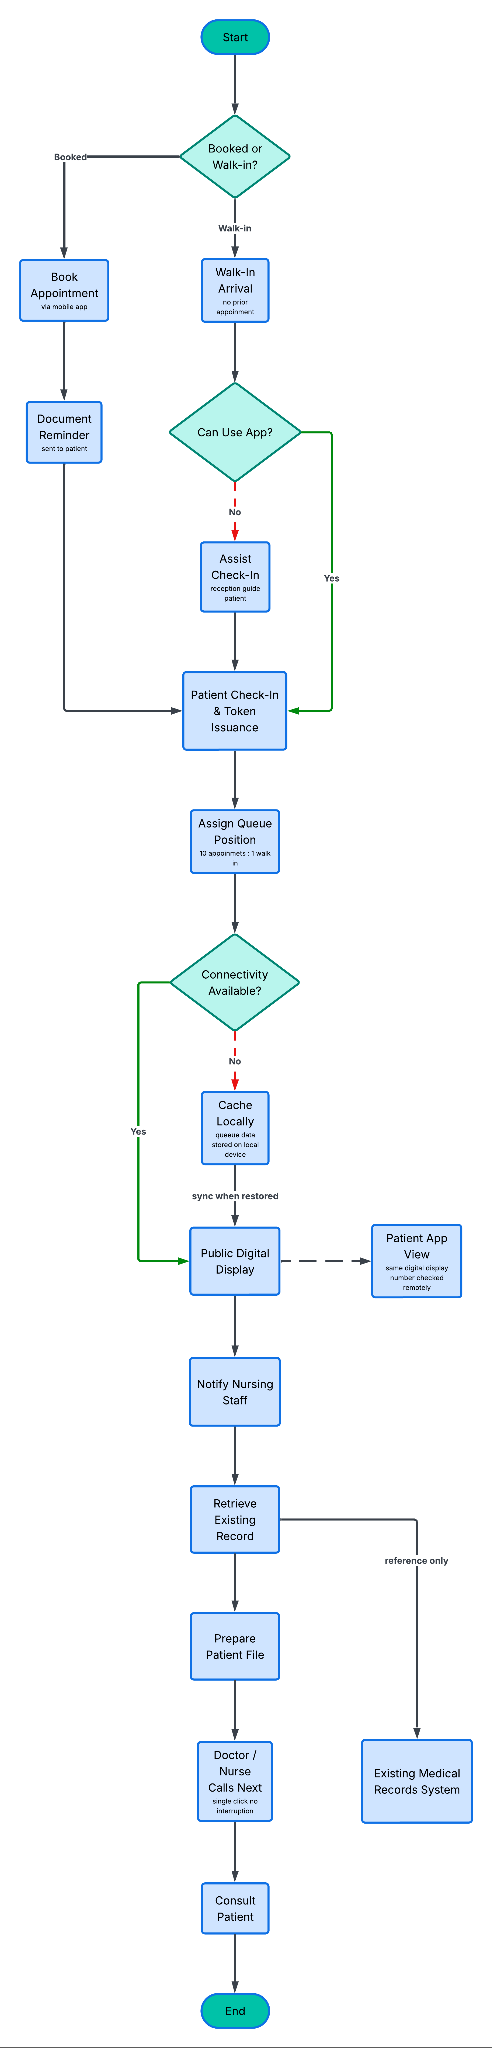 Start
Booked or
Walk-in?
Booked
Walk-in
Book
Appointment
via mobile app
Walk-In
Arrival
no prior
appoinment
Document
Reminder
sent to patient
Can Use App?
No
Yes
Assist
Check-In
reception guide
patient
Patient Check-In
& Token
Issuance
Assign Queue
Position
10 appoinmets : 1 walk
in
Connectivity
Available?
No
Yes
Cache
Locally
queeue data
stored on local
device
sync when restored
Public Digital
Display
Patient App
View
same digital display
number checked
remotely
Notify Nursing
Staff
Retrieve
Existing
Record
reference only
Prepare
Patient File
Doctor /
Nurse
Calls Next
single click no
interruption
Existing Medical
Records System
Consult
Patient
End